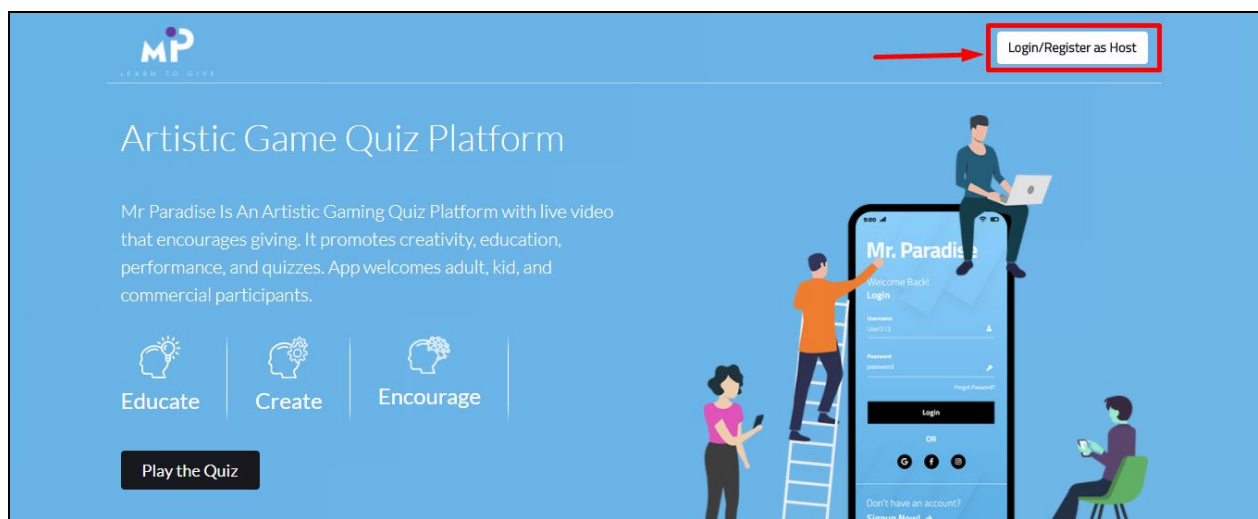 MP
LEARN TO GIVE
Login/Register as Host
Artistic Game Quiz Platform
Mr Paradise Is An Artistic Gaming Quiz Platform with live video
that encourages giving. It promotes creativity, education,
performance, and quizzes. App welcomes adult, kid, and
commercial participants.
Educate
Create
Encourage
Play the Quiz
6:00
Mr. Paradise
Welcome Back!
Login
Username
User213
Password
password
Forgot Password?
Login
OR
G f
Don't have an account?
Signup Now!